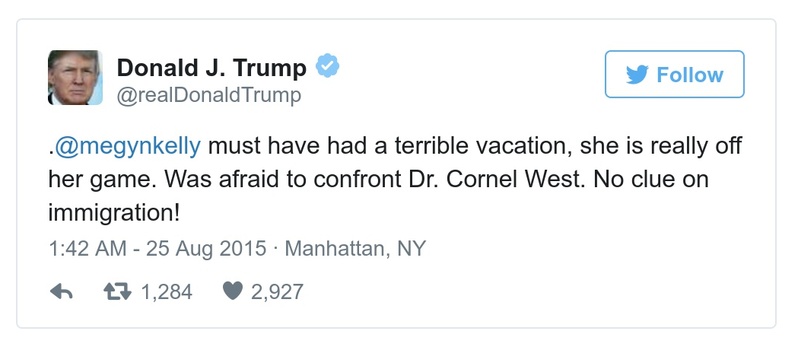 Donald J. Trump
@realDonaldTrump
Follow
.@megynkelly must have had a terrible vacation, she is really off
her game. Was afraid to confront Dr. Cornel West. No clue on
immigration!
1:42 AM - 25 Aug 2015 · Manhattan, NY
1,284 2,927